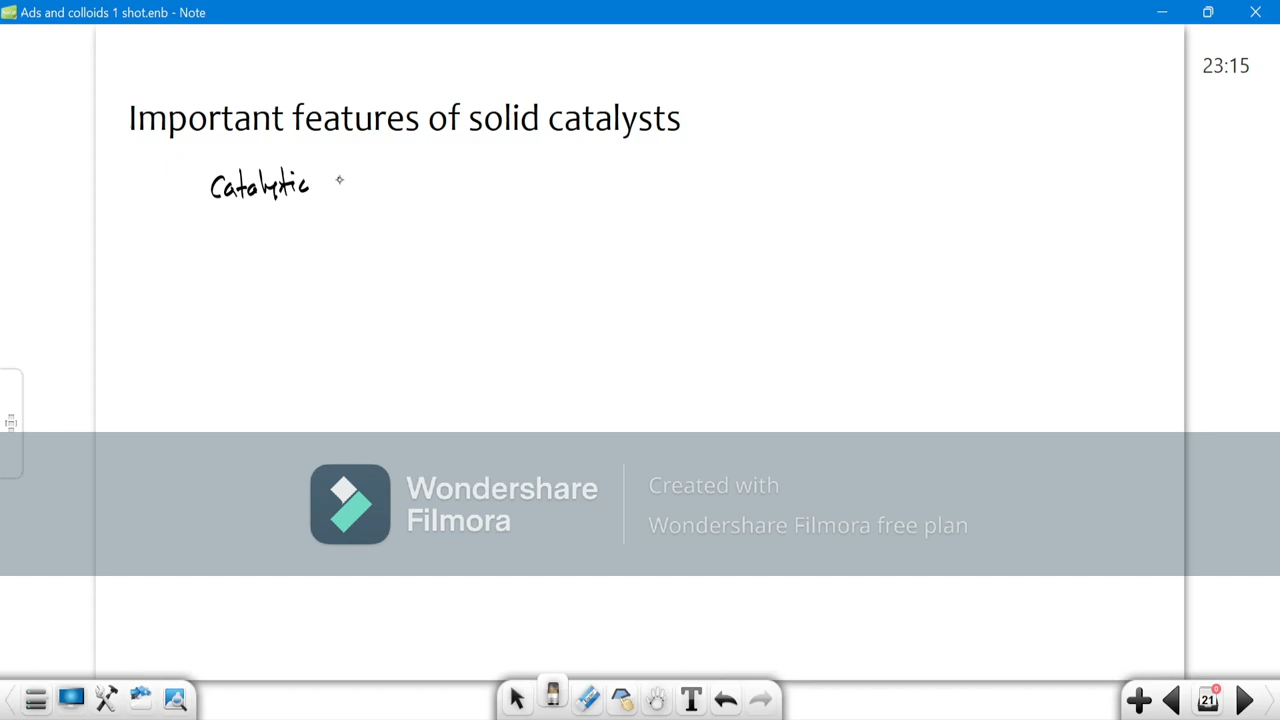 Ads and colloids 1 shot.enb - Note
23:15
Important features of solid catalysts
Catalytic
Wondershare
Filmora
Created with
Wondershare Filmora free plan
T
21
0